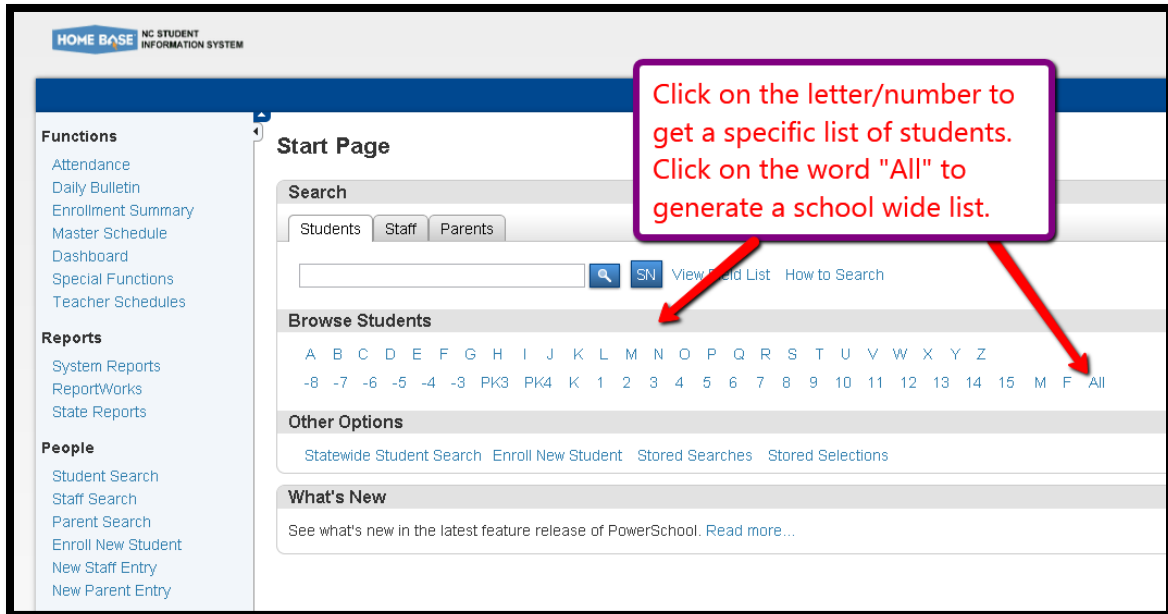 HOME BASE NC STUDENT
INFORMATION SYSTEM
Click on the letter/number to
get a specific list of students.
Click on the word "All" to
generate a school wide list.
Functions
Attendance
Daily Bulletin
Enrollment Summary
Master Schedule
Dashboard
Special Functions
Teacher Schedules
Reports
System Reports
ReportWorks
State Reports
People
Student Search
Staff Search
Parent Search
Enroll New Student
New Staff Entry
New Parent Entry
Start Page
Search
Students Staff Parents
SN View Field List How to Search
Browse Students
A B C D E F G H I J K L M N O P Q R S T U V W X Y Z
-8 -7 -6 -5 -4 -3 PK3 PK4 K 1 2 3 4 5 6 7 8 9 10 11 12 13 14 15 M F All
Other Options
Statewide Student Search Enroll New Student Stored Searches Stored Selections
What's New
See what's new in the latest feature release of PowerSchool. Read more...